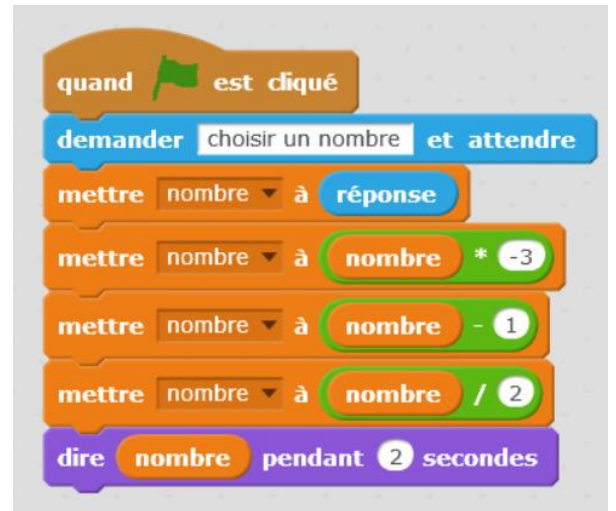 quand est cliqué
demander choisir un nombre et attendre
mettre nombre à réponse
mettre nombre à nombre * -3
mettre nombre à nombre - 1
mettre nombre à nombre / 2
dire nombre pendant 2 secondes